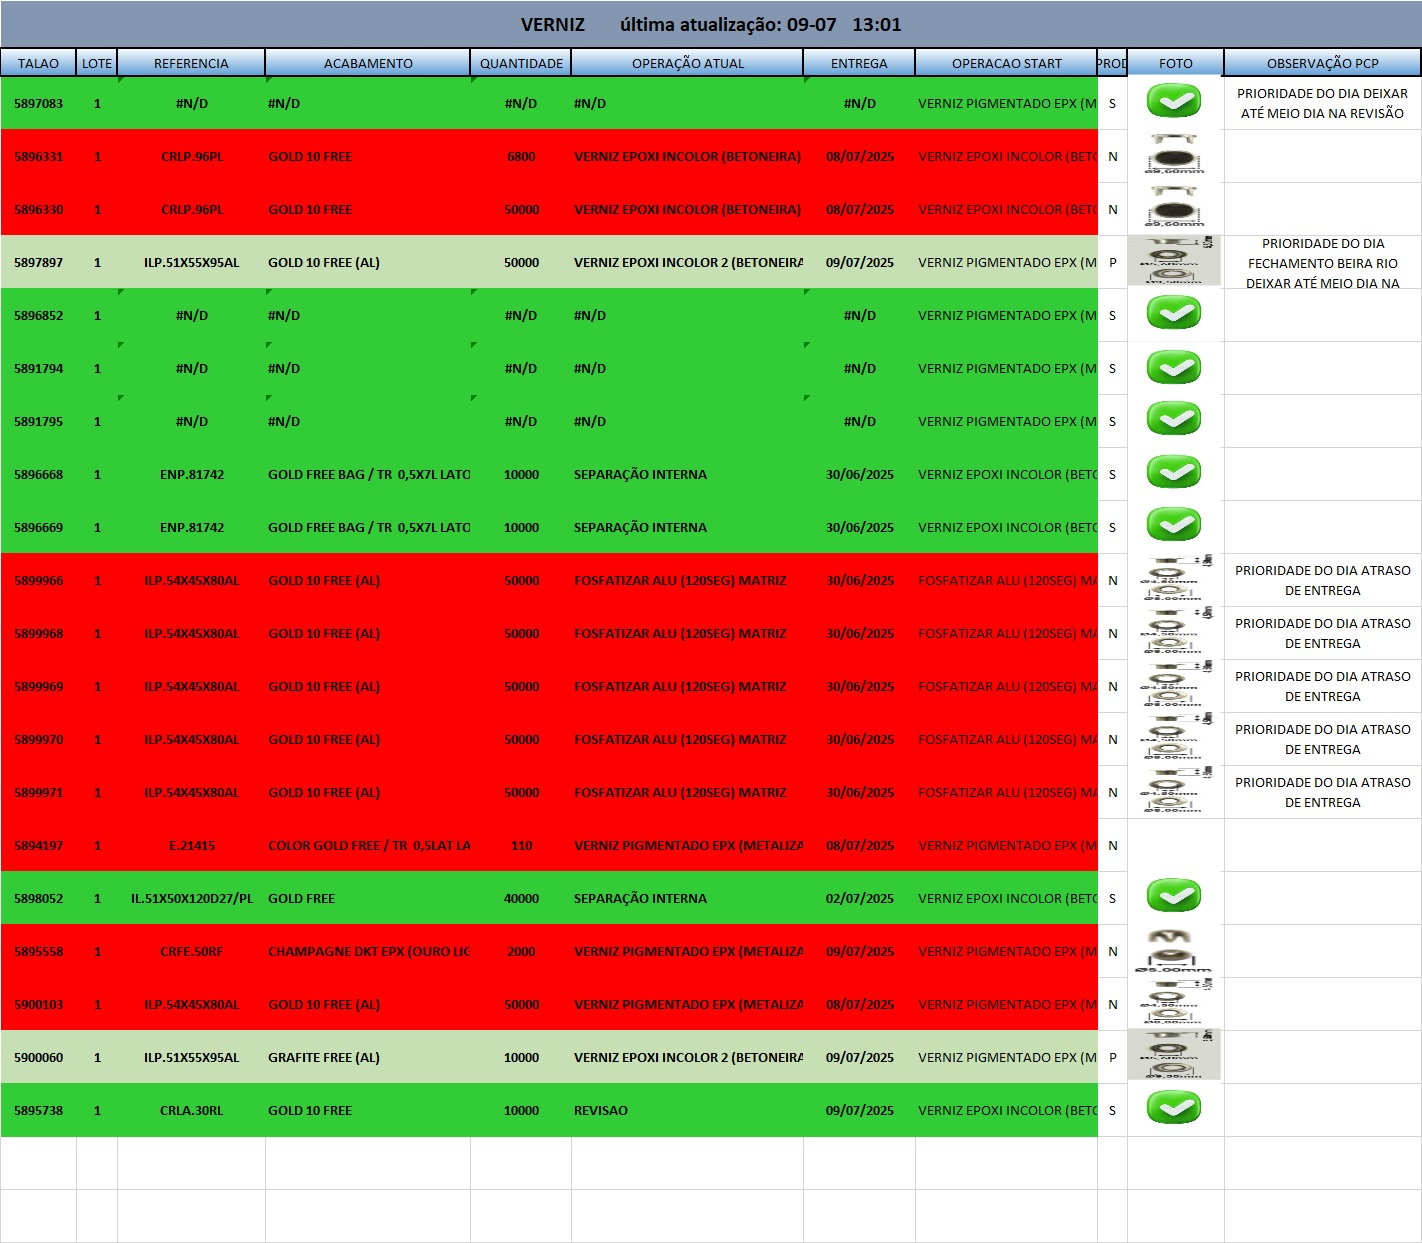 VERNIZ última atualização: 09-07 13:01
TALAO LOTE REFERENCIA ACABAMENTO QUANTIDADE OPERAÇÃO ATUAL ENTREGA OPERACAO START PROD FOTO OBSERVAÇÃO PCP
5897083 1 #N/D #N/D #N/D #N/D #N/D VERNIZ PIGMENTADO EPX (M S PRIORIDADE DO DIA DEIXAR
ATÉ MEIO DIA NA REVISÃO
5896331 1 CRLP.96PL GOLD 10 FREE 6800 VERNIZ EPOXI INCOLOR (BETONEIRA) 08/07/2025 VERNIZ EPOXI INCOLOR (BETO N
5896330 1 CRLP.96PL GOLD 10 FREE 50000 VERNIZ EPOXI INCOLOR (BETONEIRA) 08/07/2025 VERNIZ EPOXI INCOLOR (BETO N
5897897 1 ILP.51X55X95AL GOLD 10 FREE (AL) 50000 VERNIZ EPOXI INCOLOR 2 (BETONEIRA 09/07/2025 VERNIZ PIGMENTADO EPX (M P PRIORIDADE DO DIA
FECHAMENTO BEIRA RIO
DEIXAR ATÉ MEIO DIA NA
5896852 1 #N/D #N/D #N/D #N/D #N/D VERNIZ PIGMENTADO EPX (M S
5891794 1 #N/D #N/D #N/D #N/D #N/D VERNIZ PIGMENTADO EPX (M S
5891795 1 #N/D #N/D #N/D #N/D #N/D VERNIZ PIGMENTADO EPX (M S
5896668 1 ENP.81742 GOLD FREE BAG / TR 0,5X7L LATO 10000 SEPARAÇÃO INTERNA 30/06/2025 VERNIZ EPOXI INCOLOR (BETO S
5896669 1 ENP.81742 GOLD FREE BAG / TR 0,5X7L LATO 10000 SEPARAÇÃO INTERNA 30/06/2025 VERNIZ EPOXI INCOLOR (BETO S
5899966 1 ILP.54X45X80AL GOLD 10 FREE (AL) 50000 FOSFATIZAR ALU (120SEG) MATRIZ 30/06/2025 FOSFATIZAR ALU (120SEG) MA N PRIORIDADE DO DIA ATRASO
DE ENTREGA
5899968 1 ILP.54X45X80AL GOLD 10 FREE (AL) 50000 FOSFATIZAR ALU (120SEG) MATRIZ 30/06/2025 FOSFATIZAR ALU (120SEG) MA N PRIORIDADE DO DIA ATRASO
DE ENTREGA
5899969 1 ILP.54X45X80AL GOLD 10 FREE (AL) 50000 FOSFATIZAR ALU (120SEG) MATRIZ 30/06/2025 FOSFATIZAR ALU (120SEG) MA N PRIORIDADE DO DIA ATRASO
DE ENTREGA
5899970 1 ILP.54X45X80AL GOLD 10 FREE (AL) 50000 FOSFATIZAR ALU (120SEG) MATRIZ 30/06/2025 FOSFATIZAR ALU (120SEG) MA N PRIORIDADE DO DIA ATRASO
DE ENTREGA
5899971 1 ILP.54X45X80AL GOLD 10 FREE (AL) 50000 FOSFATIZAR ALU (120SEG) MATRIZ 30/06/2025 FOSFATIZAR ALU (120SEG) MA N PRIORIDADE DO DIA ATRASO
DE ENTREGA
5894197 1 E.21415 COLOR GOLD FREE / TR 0,5LAT LA 110 VERNIZ PIGMENTADO EPX (METALIZA 08/07/2025 VERNIZ PIGMENTADO EPX (M N
5898052 1 IL.51X50X120D27/PL GOLD FREE 40000 SEPARAÇÃO INTERNA 02/07/2025 VERNIZ EPOXI INCOLOR (BETO S
5895558 1 CRFE.50RF CHAMPAGNE DKT EPX (OURO LIG 2000 VERNIZ PIGMENTADO EPX (METALIZA 09/07/2025 VERNIZ PIGMENTADO EPX (M N Ø5,00mm
5900103 1 ILP.54X45X80AL GOLD 10 FREE (AL) 50000 VERNIZ PIGMENTADO EPX (METALIZA 08/07/2025 VERNIZ PIGMENTADO EPX (M N
5900060 1 ILP.51X55X95AL GRAFITE FREE (AL) 10000 VERNIZ EPOXI INCOLOR 2 (BETONEIRA 09/07/2025 VERNIZ PIGMENTADO EPX (M P
5895738 1 CRLA.30RL GOLD 10 FREE 10000 REVISAO 09/07/2025 VERNIZ EPOXI INCOLOR (BETO S